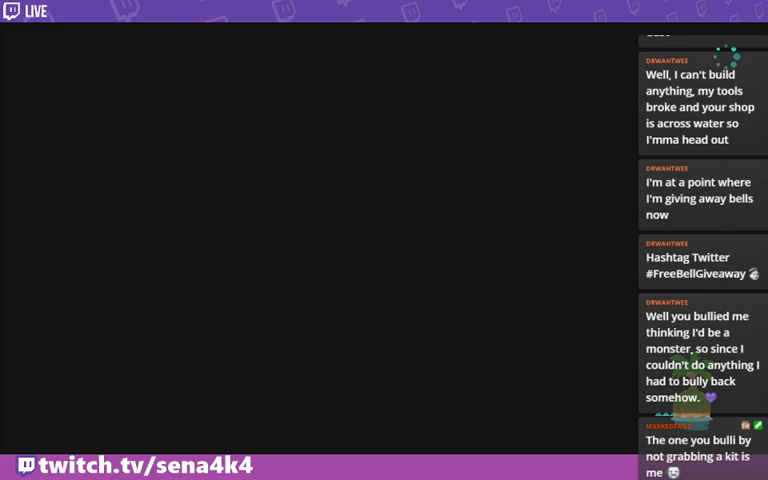 LIVE
DRWAHTWEE
Well, I can't build
anything, my tools
broke and your shop
is across water so
I'mma head out
DRWAHTWEE
I'm at a point where
I'm giving away bells
now
DRWAHTWEE
Hashtag Twitter
#FreeBellGiveaway
DRWAHTWEE
Well you bullied me
thinking I'd be a
monster, so since I
couldn't do anything I
had to bully back
somehow.
The one you bulli by
not grabbing a kit is
me
twitch.tv/sena4k4